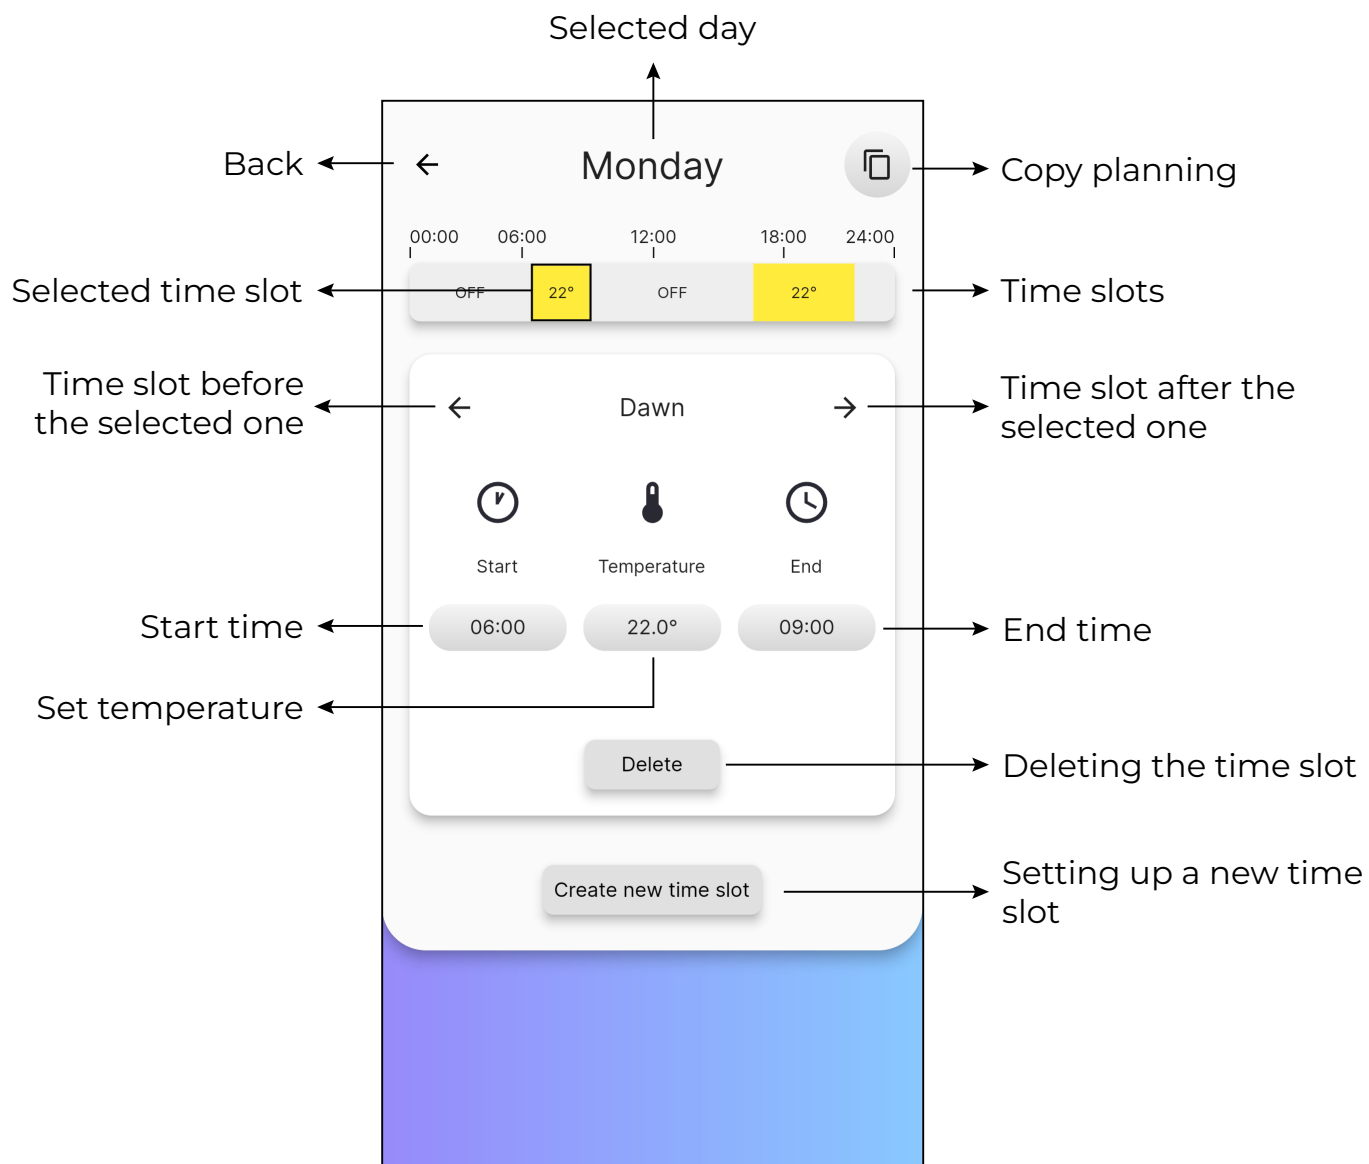 Selected day
Back
Monday
Copy planning
00:00 06:00 12:00 18:00 24:00
Selected time slot
OFF 22° OFF 22°
Time slots
Time slot before
the selected one
Dawn
Time slot after the
selected one
Start Temperature End
Start time
06:00 22.0° 09:00
End time
Set temperature
Delete
Deleting the time slot
Create new time slot
Setting up a new time
slot